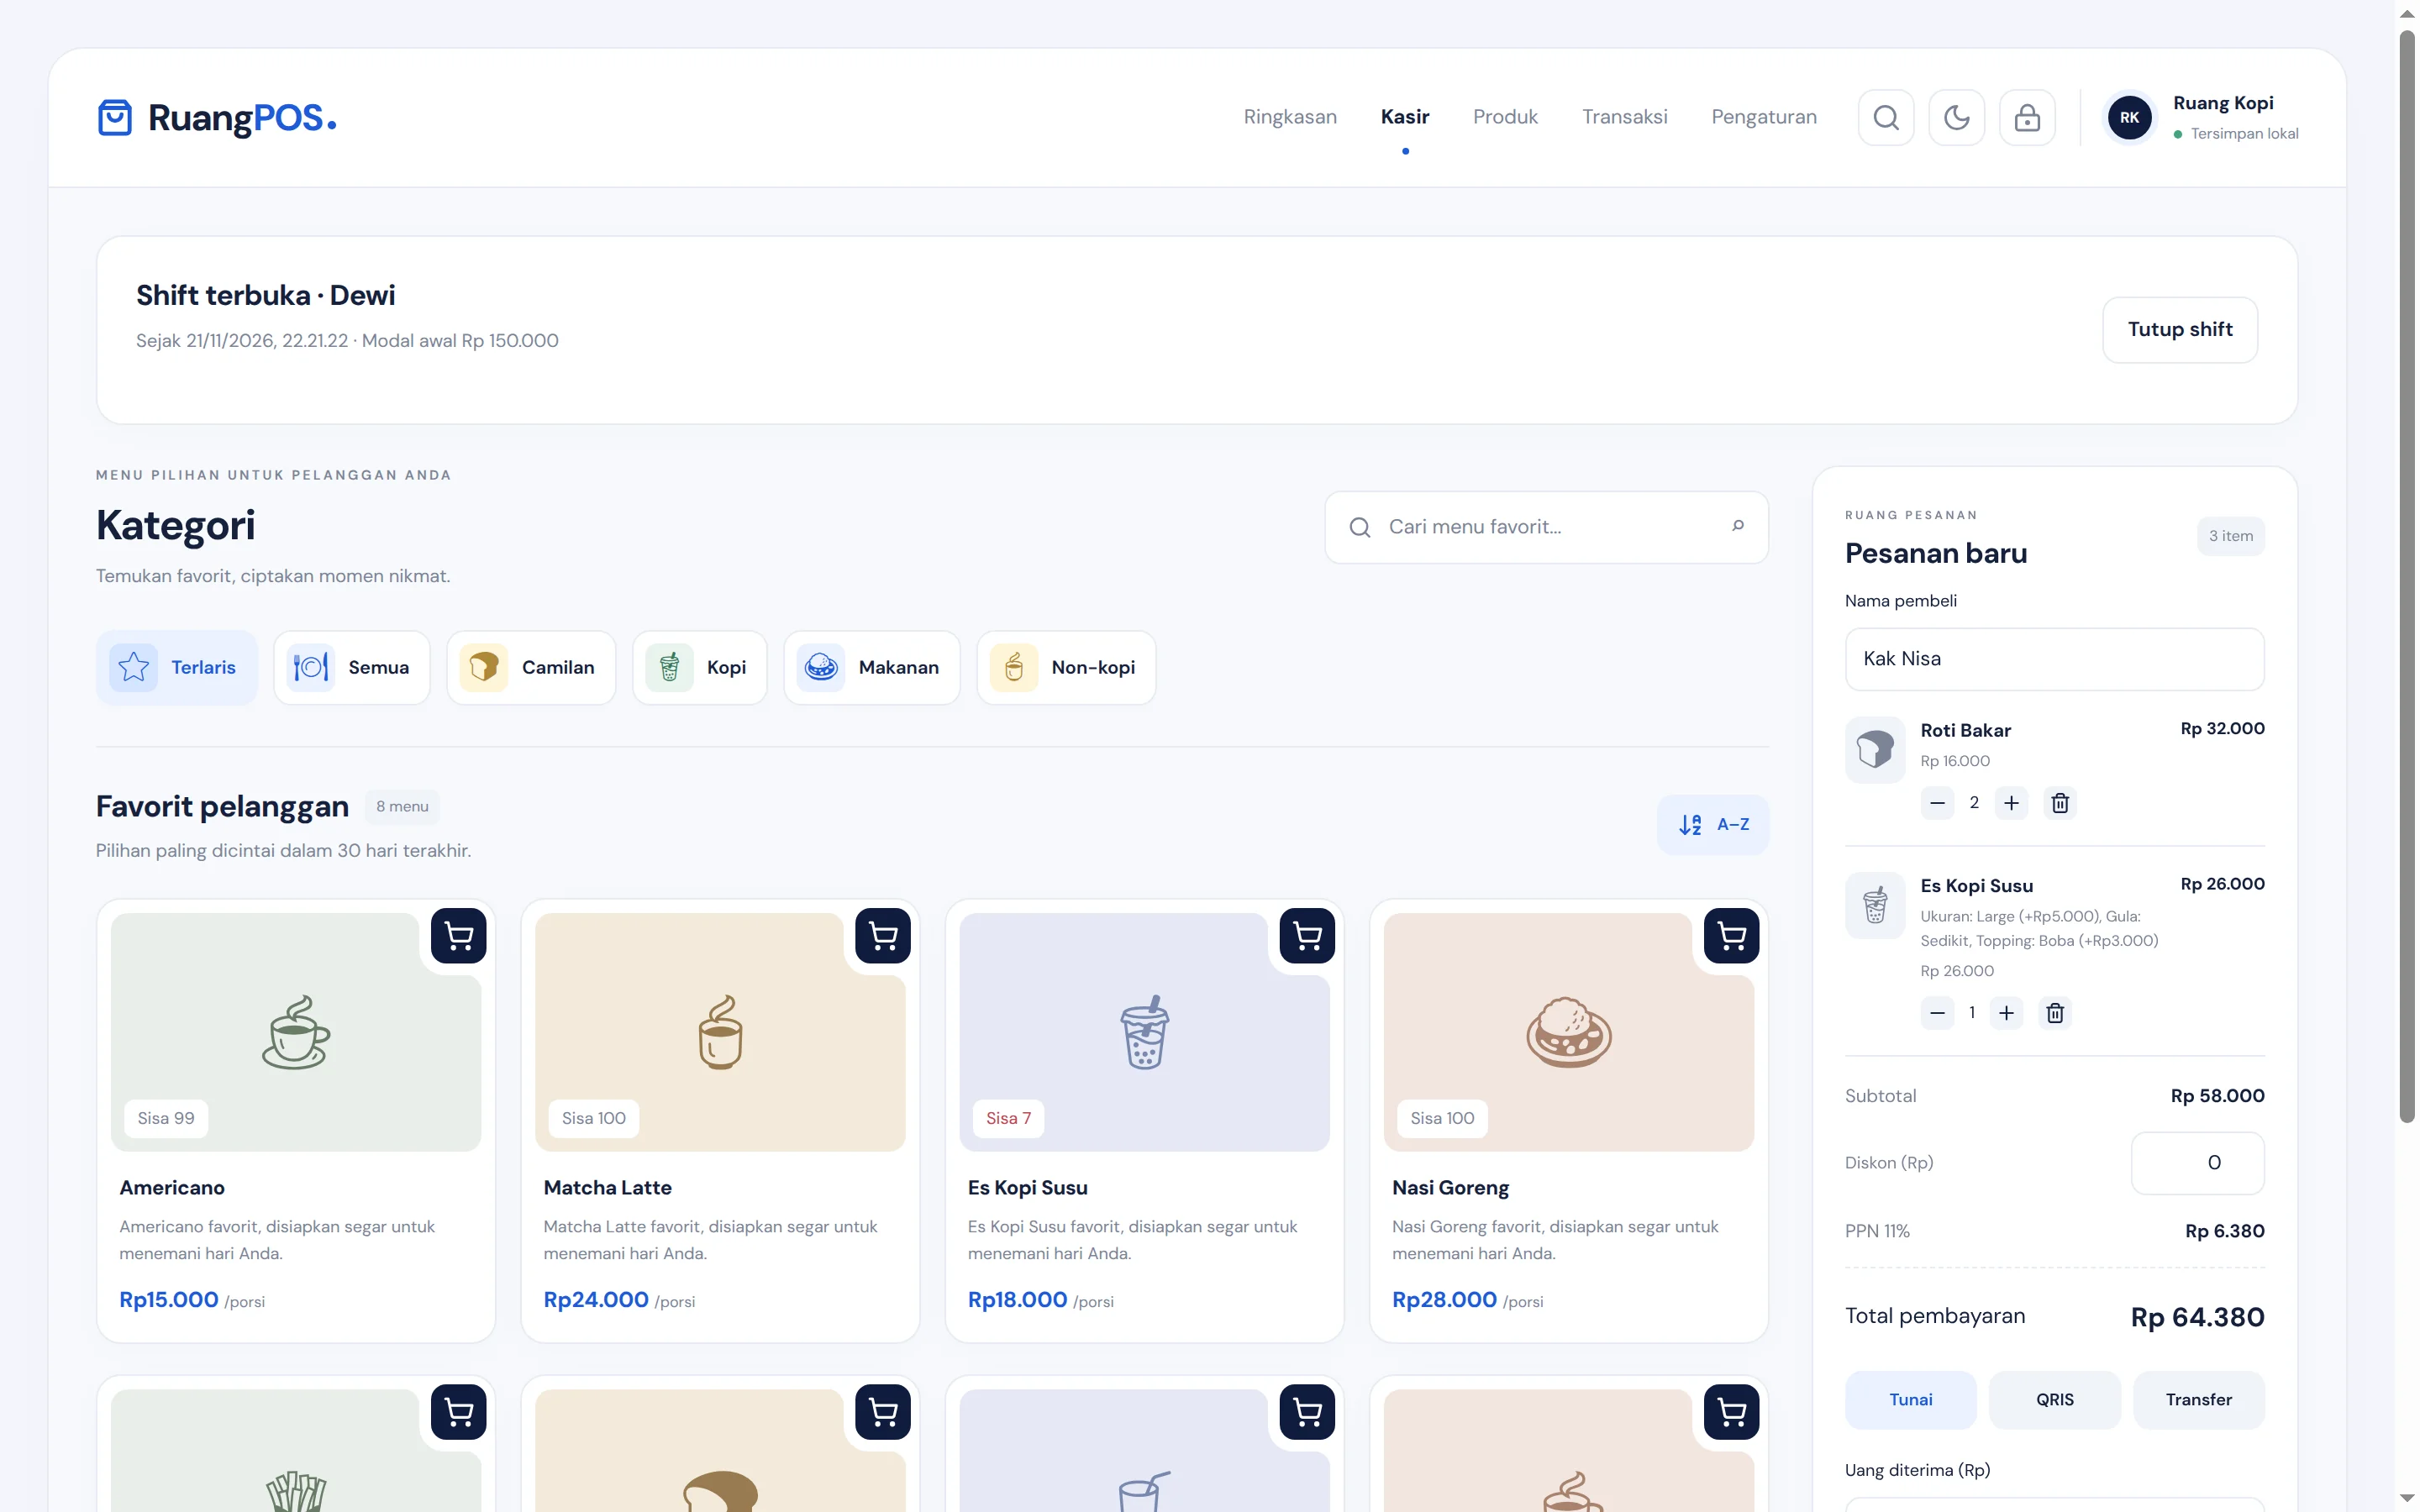 RuangPOS.
Ringkasan
Kasir
Produk
Transaksi
Pengaturan
RK
Ruang Kopi
Tersimpan lokal
Shift terbuka · Dewi
Sejak 21/11/2026, 22.21.22 · Modal awal Rp 150.000
Tutup shift
MENU PILIHAN UNTUK PELANGGAN ANDA
Kategori
Temukan favorit, ciptakan momen nikmat.
Cari menu favorit...
Terlaris
Semua
Camilan
Kopi
Makanan
Non-kopi
Favorit pelanggan
8 menu
Pilihan paling dicintai dalam 30 hari terakhir.
A–Z
Sisa 99
Americano
Americano favorit, disiapkan segar untuk
menemani hari Anda.
Rp15.000 /porsi
Sisa 100
Matcha Latte
Matcha Latte favorit, disiapkan segar untuk
menemani hari Anda.
Rp24.000 /porsi
Sisa 7
Es Kopi Susu
Es Kopi Susu favorit, disiapkan segar untuk
menemani hari Anda.
Rp18.000 /porsi
Sisa 100
Nasi Goreng
Nasi Goreng favorit, disiapkan segar untuk
menemani hari Anda.
Rp28.000 /porsi
RUANG PESANAN
Pesanan baru
3 item
Nama pembeli
Kak Nisa
Roti Bakar
Rp 32.000
Rp 16.000
2
Es Kopi Susu
Rp 26.000
Ukuran: Large (+Rp5.000), Gula:
Sedikit, Topping: Boba (+Rp3.000)
Rp 26.000
1
Subtotal
Rp 58.000
Diskon (Rp)
0
PPN 11%
Rp 6.380
Total pembayaran
Rp 64.380
Tunai
QRIS
Transfer
Uang diterima (Rp)